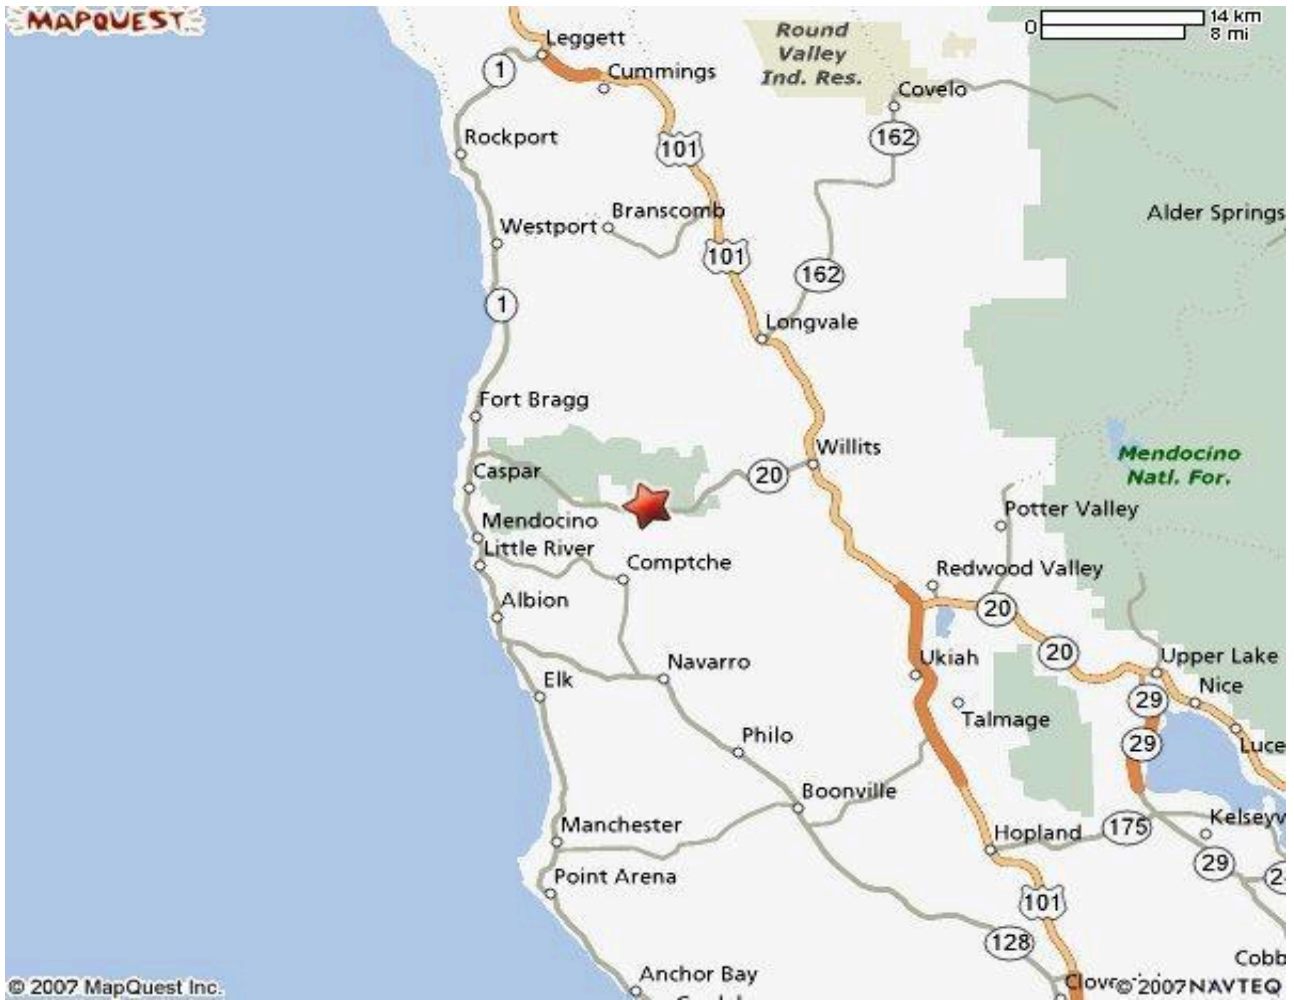 MAPQUEST
0
14 km
8 mi
Round
Valley
Ind. Res.
Leggett
1
Cummings
Covelo
Rockport
101
162
Branscomb
Westport
Alder Springs
101
162
1
Longvale
Fort Bragg
Willits
Mendocino
Natl. For.
Caspar
20
Potter Valley
Mendocino
Little River
Comptche
Redwood Valley
Albion
20
20
Navarro
Ukiah
Upper Lake
Elk
Nice
29
Talmage
Philo
29
Luce
Boonville
Manchester
Hopland
175
Kelseyv
Point Arena
29
2
101
128
Cobb
Anchor Bay
Clov
© 2007 MapQuest Inc.
© 2007 NAVTEQ